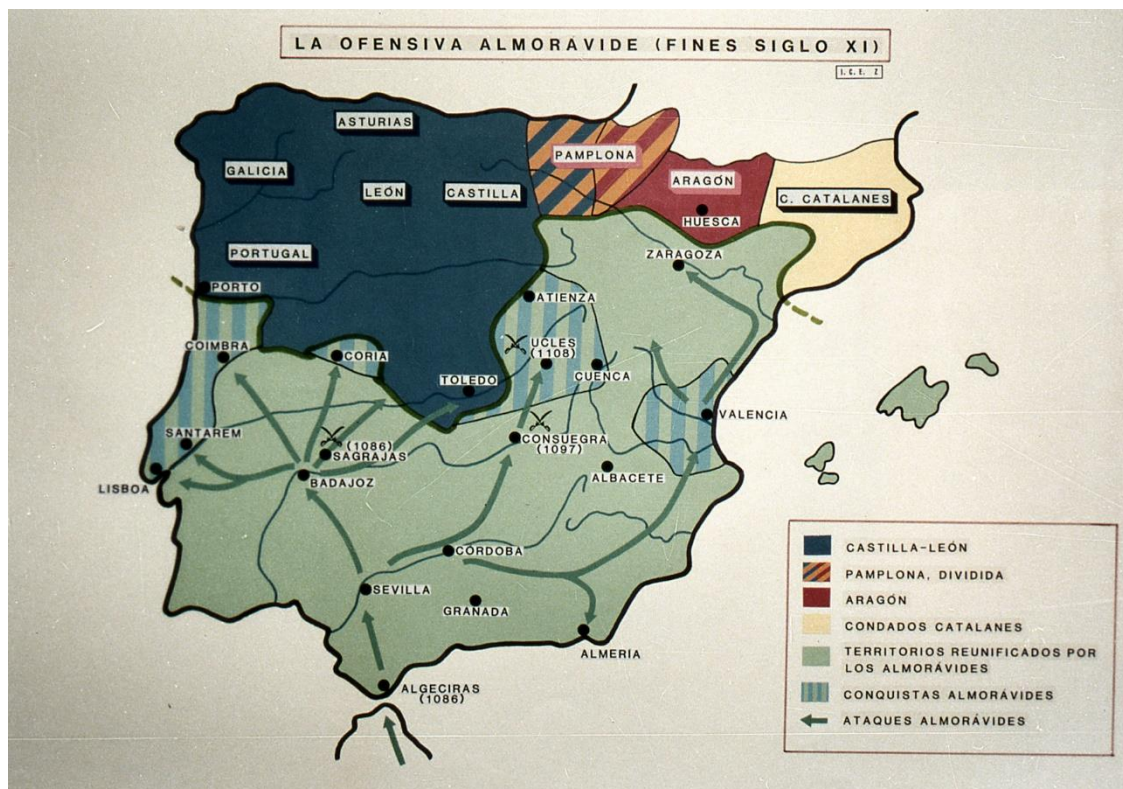 LA OFENSIVA ALMORÁVIDE (FINES SIGLO XI)
I.C.E. Z
ASTURIAS
GALICIA
LEÓN
CASTILLA
PAMPLONA
ARAGÓN
HUESCA
C. CATALANES
PORTUGAL
PORTO
ZARAGOZA
ATIENZA
COIMBRA
CORIA
UCLES
(1108)
CUENCA
TOLEDO
VALENCIA
SANTAREM
(1086)
SAGRAJAS
CONSUEGRA
(1097)
LISBOA
BADAJOZ
ALBACETE
CÓRDOBA
SEVILLA
GRANADA
ALMERÍA
ALGECIRAS
(1086)
CASTILLA-LEÓN
PAMPLONA, DIVIDIDA
ARAGÓN
CONDADOS CATALANES
TERRITORIOS REUNIFICADOS POR
LOS ALMORÁVIDES
CONQUISTAS ALMORÁVIDES
ATAQUES ALMORÁVIDES